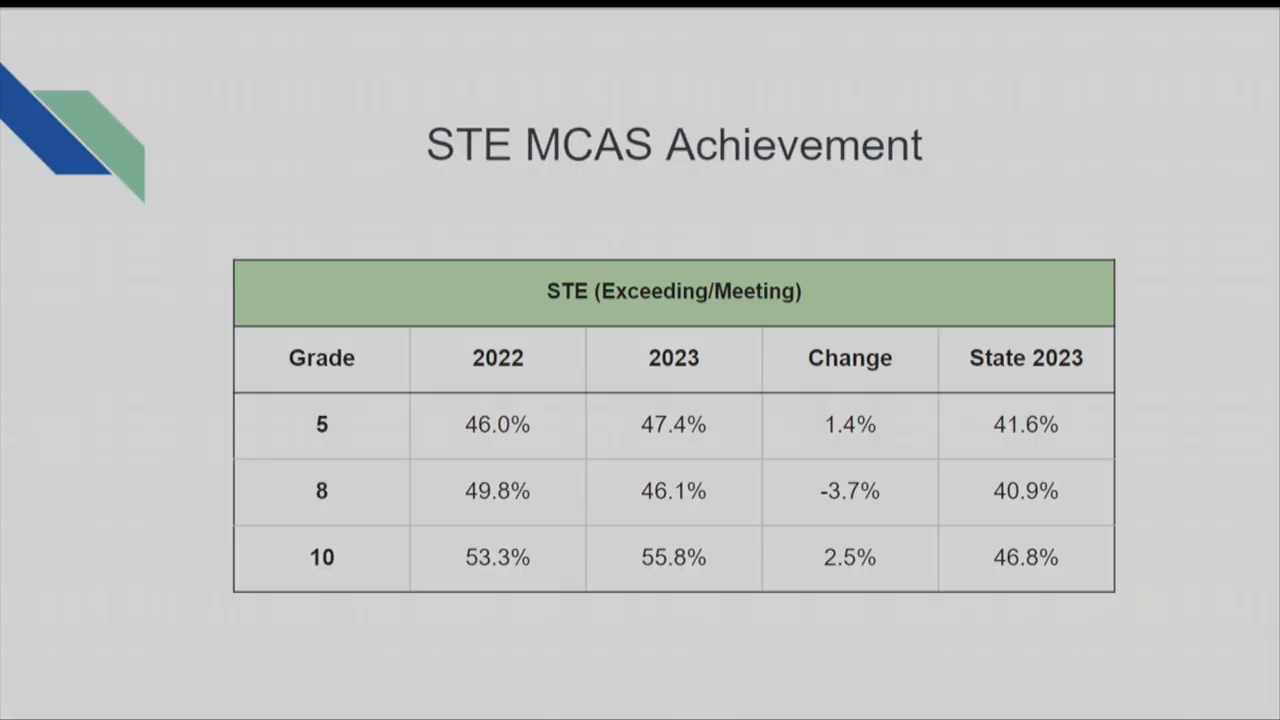 STE MCAS Achievement
STE (Exceeding/Meeting)
Grade 2022 2023 Change State 2023
5 46.0% 47.4% 1.4% 41.6%
8 49.8% 46.1% -3.7% 40.9%
10 53.3% 55.8% 2.5% 46.8%